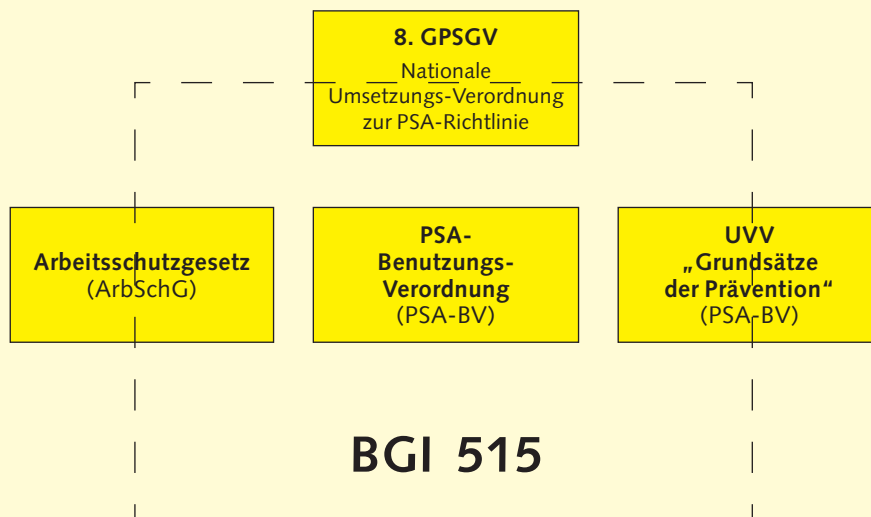 8. GPSGV
Nationale
Umsetzungs-Verordnung
zur PSA-Richtlinie
Arbeitsschutzgesetz
(ArbSchG)
PSA-
Benutzungs-
Verordnung
(PSA-BV)
UVV
„Grundsätze
der Prävention“
(PSA-BV)
BGI 515